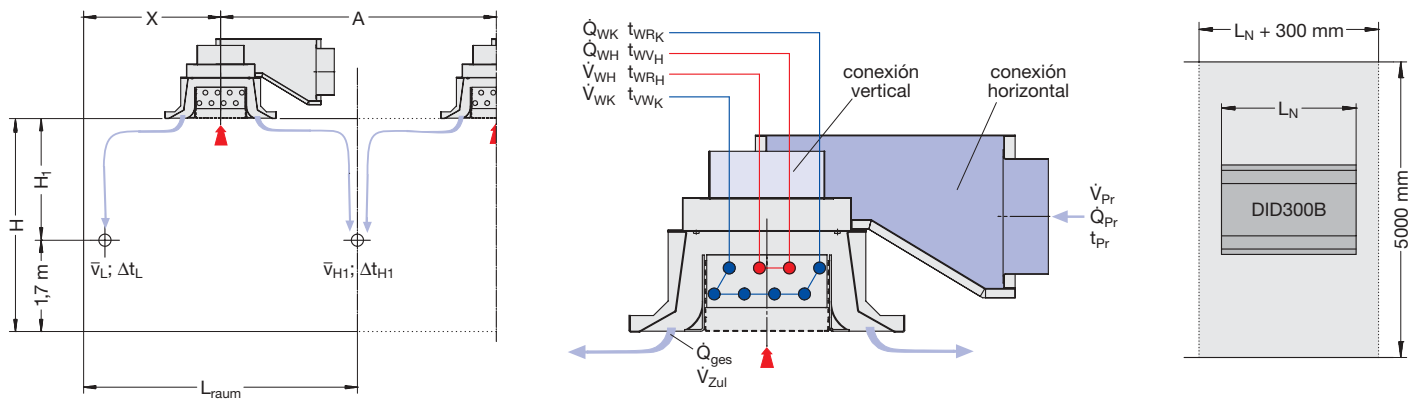 X
A
H₁
H
1,7 m
v̄L; ΔtL
v̄H1; ΔtH1
Lraum
Q̇WK tWRK
Q̇WH tWVH
V̇WH tWRH
V̇WK tVWK
conexión
vertical
conexión
horizontal
V̇Pr
Q̇Pr
tPr
Q̇ges
V̇Zul
LN + 300 mm
LN
DID300B
5000 mm